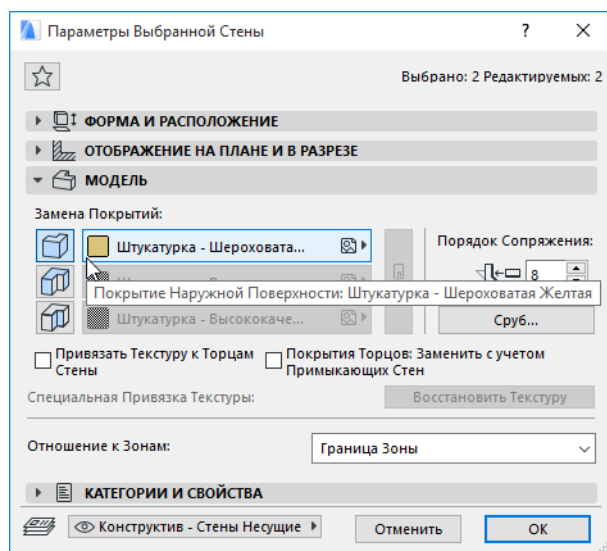 Параметры Выбранной Стены
?
Выбрано: 2 Редактируемых: 2
ФОРМА И РАСПОЛОЖЕНИЕ
ОТОБРАЖЕНИЕ НА ПЛАНЕ И В РАЗРЕЗЕ
МОДЕЛЬ
Замена Покрытий:
Штукатурка - Шероховата...
Порядок Сопряжения:
8
Покрытие Наружной Поверхности: Штукатурка - Шероховатая Желтая
Штукатурка - Высококаче...
Сруб...
Привязать Текстуру к Торцам Стены
Покрытия Торцов: Заменить с учетом Примыкающих Стен
Специальная Привязка Текстуры:
Восстановить Текстуру
Отношение к Зонам:
Граница Зоны
КАТЕГОРИИ И СВОЙСТВА
Конструктив - Стены Несущие
Отменить
ОК